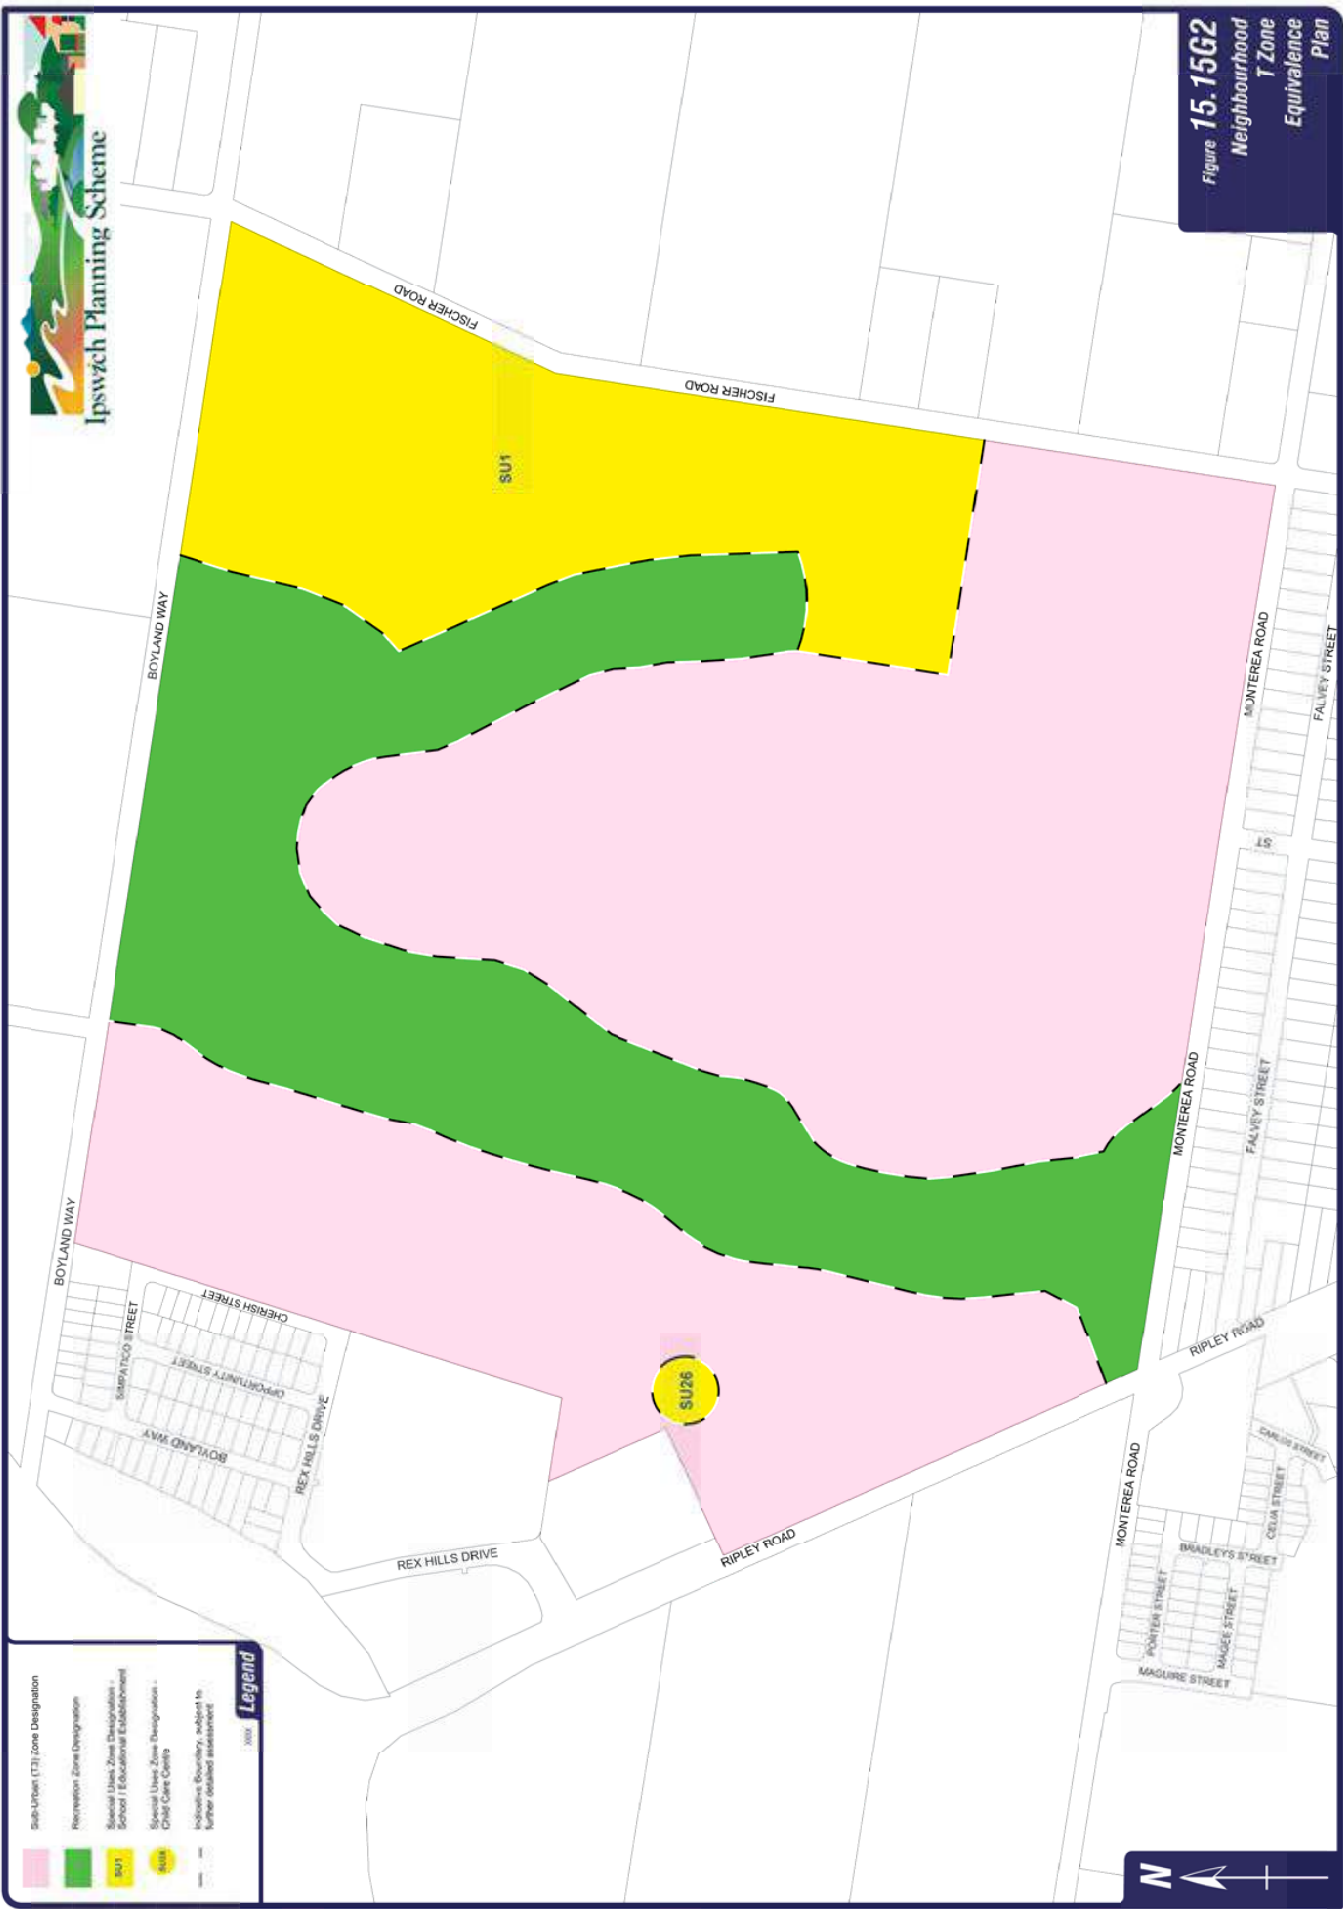 Ipswich Planning Scheme
Figure 15.15G2
Neighbourhood
T Zone
Equivalence
Plan
FISCHER ROAD
FISCHER ROAD
SU1
BOYLAND WAY
MONTEREA ROAD
FALVEY STREET
ST
BOYLAND WAY
MONTEREA ROAD
FALVEY STREET
CHERISH STREET
SIMPATICO STREET
OPPORTUNITY STREET
BOYLAND WAY
REX HILLS DRIVE
REX HILLS DRIVE
SU26
RIPLEY ROAD
RIPLEY ROAD
MONTEREA ROAD
CARLOS STREET
CELIA STREET
BRADLEYS STREET
PORTER STREET
MAGEE STREET
MAGUIRE STREET
Legend
XXXX
Sub-Urban (T3) Zone Designation
Recreation Zone Designation
SU1
Special Uses Zone Designation -
School / Educational Establishment
SU26
Special Uses Zone Designation -
Child Care Centre
Indicative Boundary, subject to
further detailed assessment
N